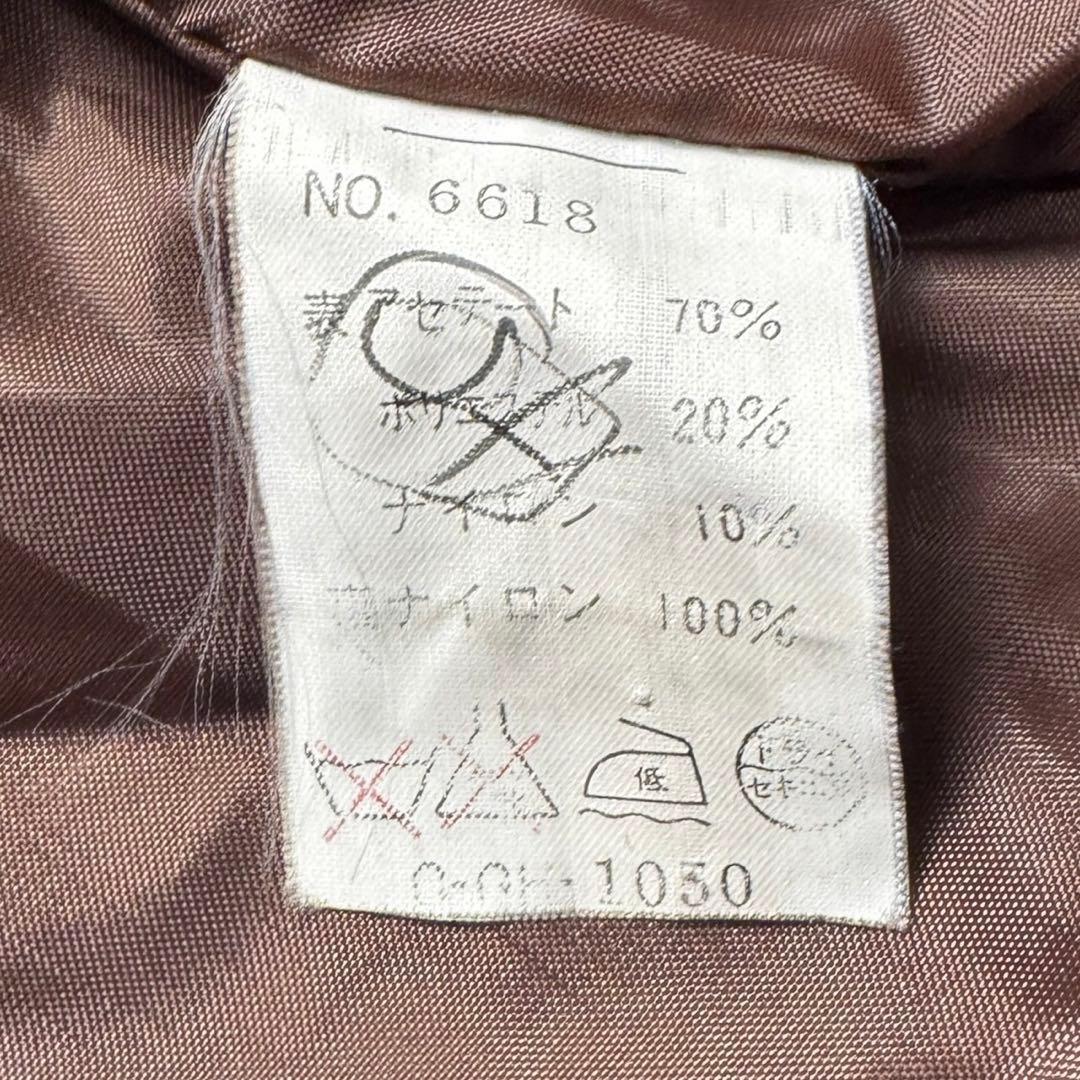 NO. 6618
表アセテート 70%
ポリエステル 20%
ナイロン 10%
裏ナイロン 100%
低
ドライ
セキ
1050